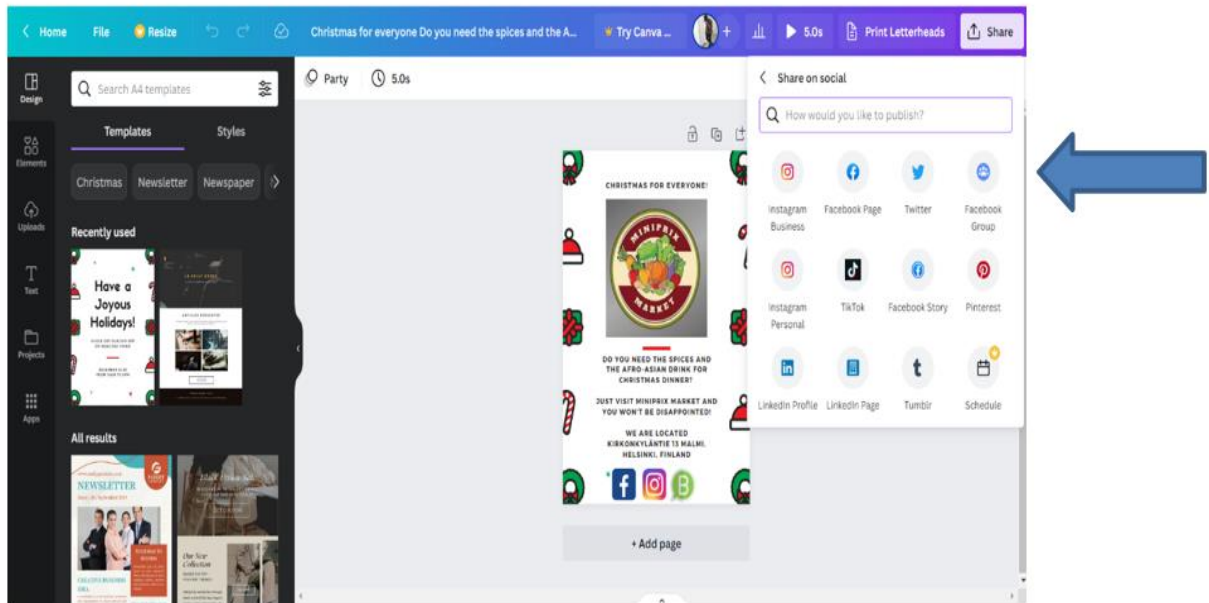 Home File Resize Christmas for everyone Do you need the spices and the A... Try Canva ... + 5.0s Print Letterheads Share
Design
Elements
Uploads
Text
Projects
Apps
Search A4 templates
Templates Styles
Christmas Newsletter Newspaper
Recently used
Have a
Joyous
Holidays!
All results
NEWSLETTER
Our New
Collection
Party 5.0s
CHRISTMAS FOR EVERYONE!
MINIPRIX
MARKET
DO YOU NEED THE SPICES AND
THE AFRO-ASIAN DRINK FOR
CHRISTMAS DINNER?
JUST VISIT MINIPRIX MARKET AND
YOU WON'T BE DISAPPOINTED!
WE ARE LOCATED
KIRKONKYLÄNTIE 13 MALMI,
HELSINKI, FINLAND
+ Add page
Share on social
How would you like to publish?
Instagram Business
Facebook Page
Twitter
Facebook Group
Instagram Personal
TikTok
Facebook Story
Pinterest
LinkedIn Profile
LinkedIn Page
Tumblr
Schedule